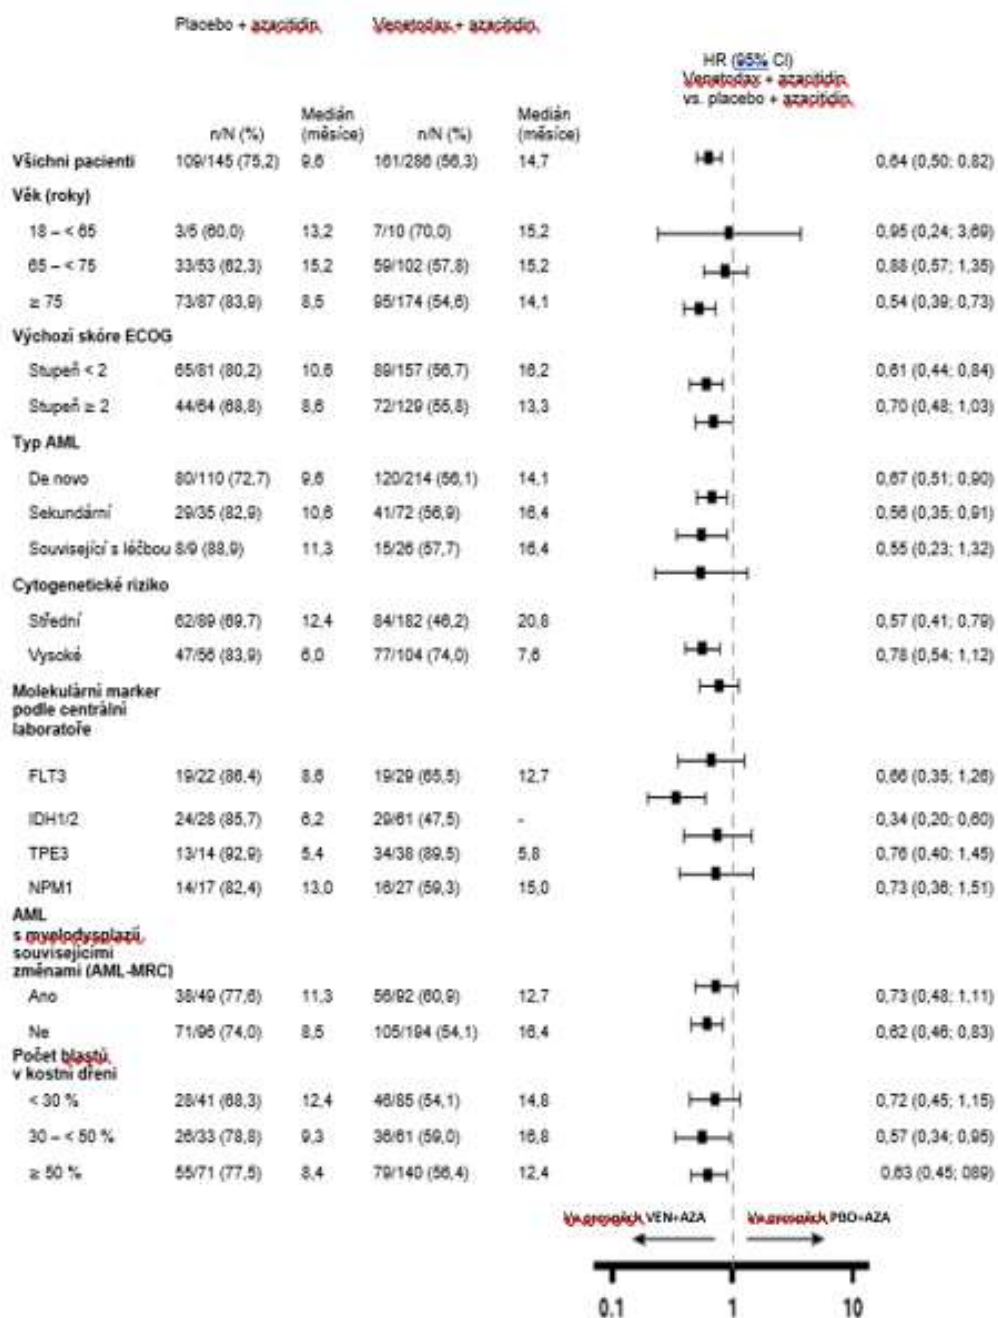 Placebo + azacitidin
Venetodax + azacitidin
HR (95% CI)
Venetodax + azacitidin
vs. placebo + azacitidin
n/N (%) Medián (měsíce) n/N (%) Medián (měsíce)
Všichni pacienti 109/145 (75,2) 9,6 161/286 (56,3) 14,7 0,64 (0,50; 0,82)
Věk (roky)
18 – < 65 3/5 (60,0) 13,2 7/10 (70,0) 15,2 0,95 (0,24; 3,69)
65 – < 75 33/53 (62,3) 15,2 59/102 (57,8) 15,2 0,88 (0,57; 1,35)
≥ 75 73/87 (83,9) 8,5 95/174 (54,6) 14,1 0,54 (0,39; 0,73)
Výchozí skóre ECOG
Stupeň < 2 65/81 (80,2) 10,6 89/157 (56,7) 16,2 0,61 (0,44; 0,84)
Stupeň ≥ 2 44/64 (68,8) 8,6 72/129 (55,8) 13,3 0,70 (0,48; 1,03)
Typ AML
De novo 80/110 (72,7) 9,6 120/214 (56,1) 14,1 0,67 (0,51; 0,90)
Sekundární 29/35 (82,9) 10,6 41/72 (56,9) 16,4 0,56 (0,35; 0,91)
Související s léčbou 8/9 (88,9) 11,3 15/26 (57,7) 16,4 0,55 (0,23; 1,32)
Cytogenetické riziko
Střední 62/89 (69,7) 12,4 84/182 (46,2) 20,8 0,57 (0,41; 0,79)
Vysoké 47/56 (83,9) 6,0 77/104 (74,0) 7,6 0,78 (0,54; 1,12)
Molekulární marker
podle centrální
laboratoře
FLT3 19/22 (86,4) 8,6 19/29 (65,5) 12,7 0,66 (0,35; 1,26)
IDH1/2 24/28 (85,7) 6,2 29/61 (47,5) - 0,34 (0,20; 0,60)
TPE3 13/14 (92,9) 5,4 34/38 (89,5) 5,8 0,76 (0,40; 1,45)
NPM1 14/17 (82,4) 13,0 16/27 (59,3) 15,0 0,73 (0,36; 1,51)
AML
s myelodysplazií
souvisejícími
změnami (AML-MRC)
Ano 38/49 (77,6) 11,3 56/92 (60,9) 12,7 0,73 (0,48; 1,11)
Ne 71/96 (74,0) 8,5 105/194 (54,1) 16,4 0,62 (0,46; 0,83)
Počet blastů
v kostní dřeni
< 30 % 28/41 (68,3) 12,4 46/85 (54,1) 14,8 0,72 (0,45; 1,15)
30 – < 50 % 26/33 (78,8) 9,3 36/61 (59,0) 16,8 0,57 (0,34; 0,95)
≥ 50 % 55/71 (77,5) 8,4 79/140 (56,4) 12,4 0,63 (0,45; 089)
Ve prospěch VEN+AZA Ve prospěch PBO+AZA
0.1 1 10